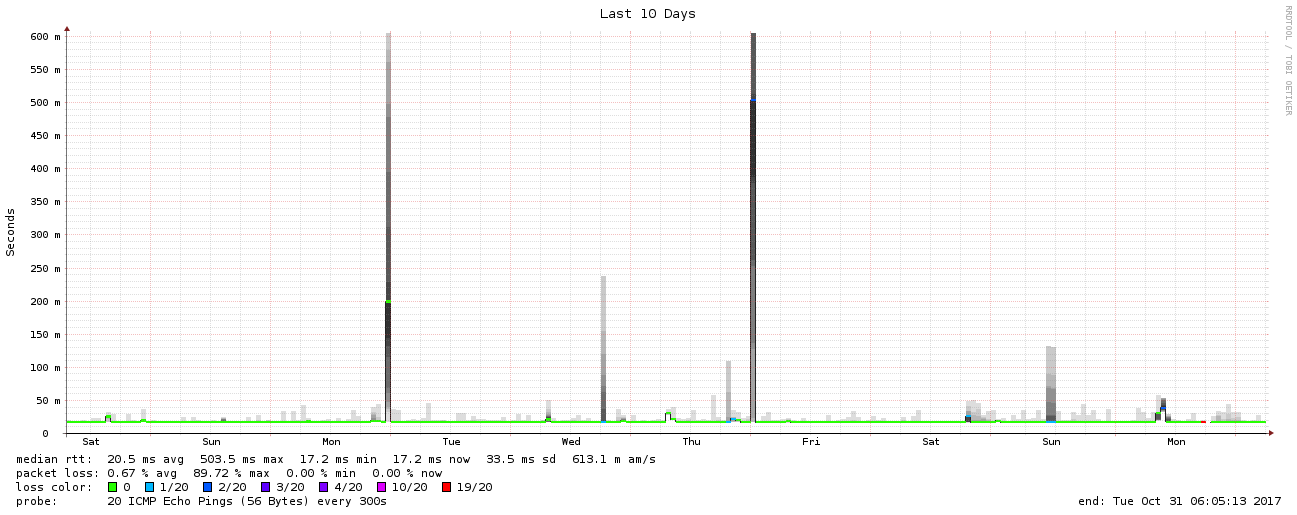 Last 10 Days
RRDTOOL / TOBI OETIKER
Seconds
600 m
550 m
500 m
450 m
400 m
350 m
300 m
250 m
200 m
150 m
100 m
50 m
0
Sat Sun Mon Tue Wed Thu Fri Sat Sun Mon
median rtt: 20.5 ms avg 503.5 ms max 17.2 ms min 17.2 ms now 33.5 ms sd 613.1 m am/s
packet loss: 0.67 % avg 89.72 % max 0.00 % min 0.00 % now
loss color: 0 1/20 2/20 3/20 4/20 10/20 19/20
probe: 20 ICMP Echo Pings (56 Bytes) every 300s end: Tue Oct 31 06:05:13 2017